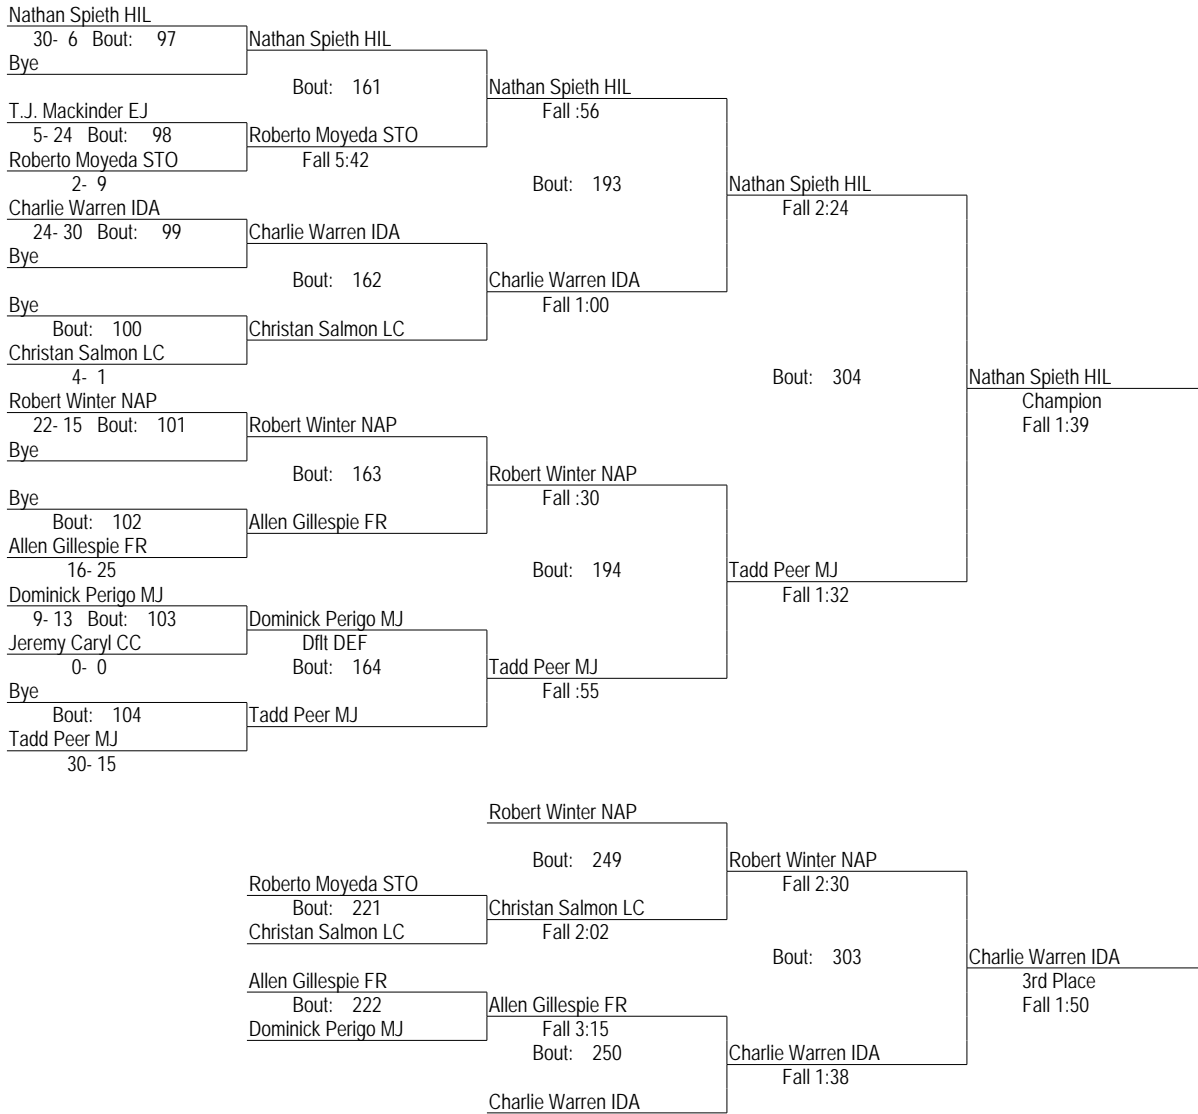 Nathan Spieth HIL
30- 6 Bout: 97
Nathan Spieth HIL
Bye
Bout: 161
Nathan Spieth HIL
T.J. Mackinder EJ
Fall :56
5- 24 Bout: 98
Roberto Moyeda STO
Roberto Moyeda STO
Fall 5:42
2- 9
Bout: 193
Nathan Spieth HIL
Charlie Warren IDA
Fall 2:24
24- 30 Bout: 99
Charlie Warren IDA
Bye
Bout: 162
Charlie Warren IDA
Bye
Fall 1:00
Bout: 100
Christan Salmon LC
Christan Salmon LC
4- 1
Bout: 304
Nathan Spieth HIL
Robert Winter NAP
Champion
22- 15 Bout: 101
Robert Winter NAP
Fall 1:39
Bye
Bout: 163
Robert Winter NAP
Bye
Fall :30
Bout: 102
Allen Gillespie FR
Allen Gillespie FR
16- 25
Bout: 194
Tadd Peer MJ
Dominick Perigo MJ
Fall 1:32
9- 13 Bout: 103
Dominick Perigo MJ
Jeremy Caryl CC
Dflt DEF
0- 0
Bout: 164
Tadd Peer MJ
Bye
Fall :55
Bout: 104
Tadd Peer MJ
Tadd Peer MJ
30- 15
Robert Winter NAP
Bout: 249
Robert Winter NAP
Roberto Moyeda STO
Fall 2:30
Bout: 221
Christan Salmon LC
Christan Salmon LC
Fall 2:02
Bout: 303
Charlie Warren IDA
Allen Gillespie FR
3rd Place
Bout: 222
Allen Gillespie FR
Fall 1:50
Dominick Perigo MJ
Fall 3:15
Bout: 250
Charlie Warren IDA
Fall 1:38
Charlie Warren IDA